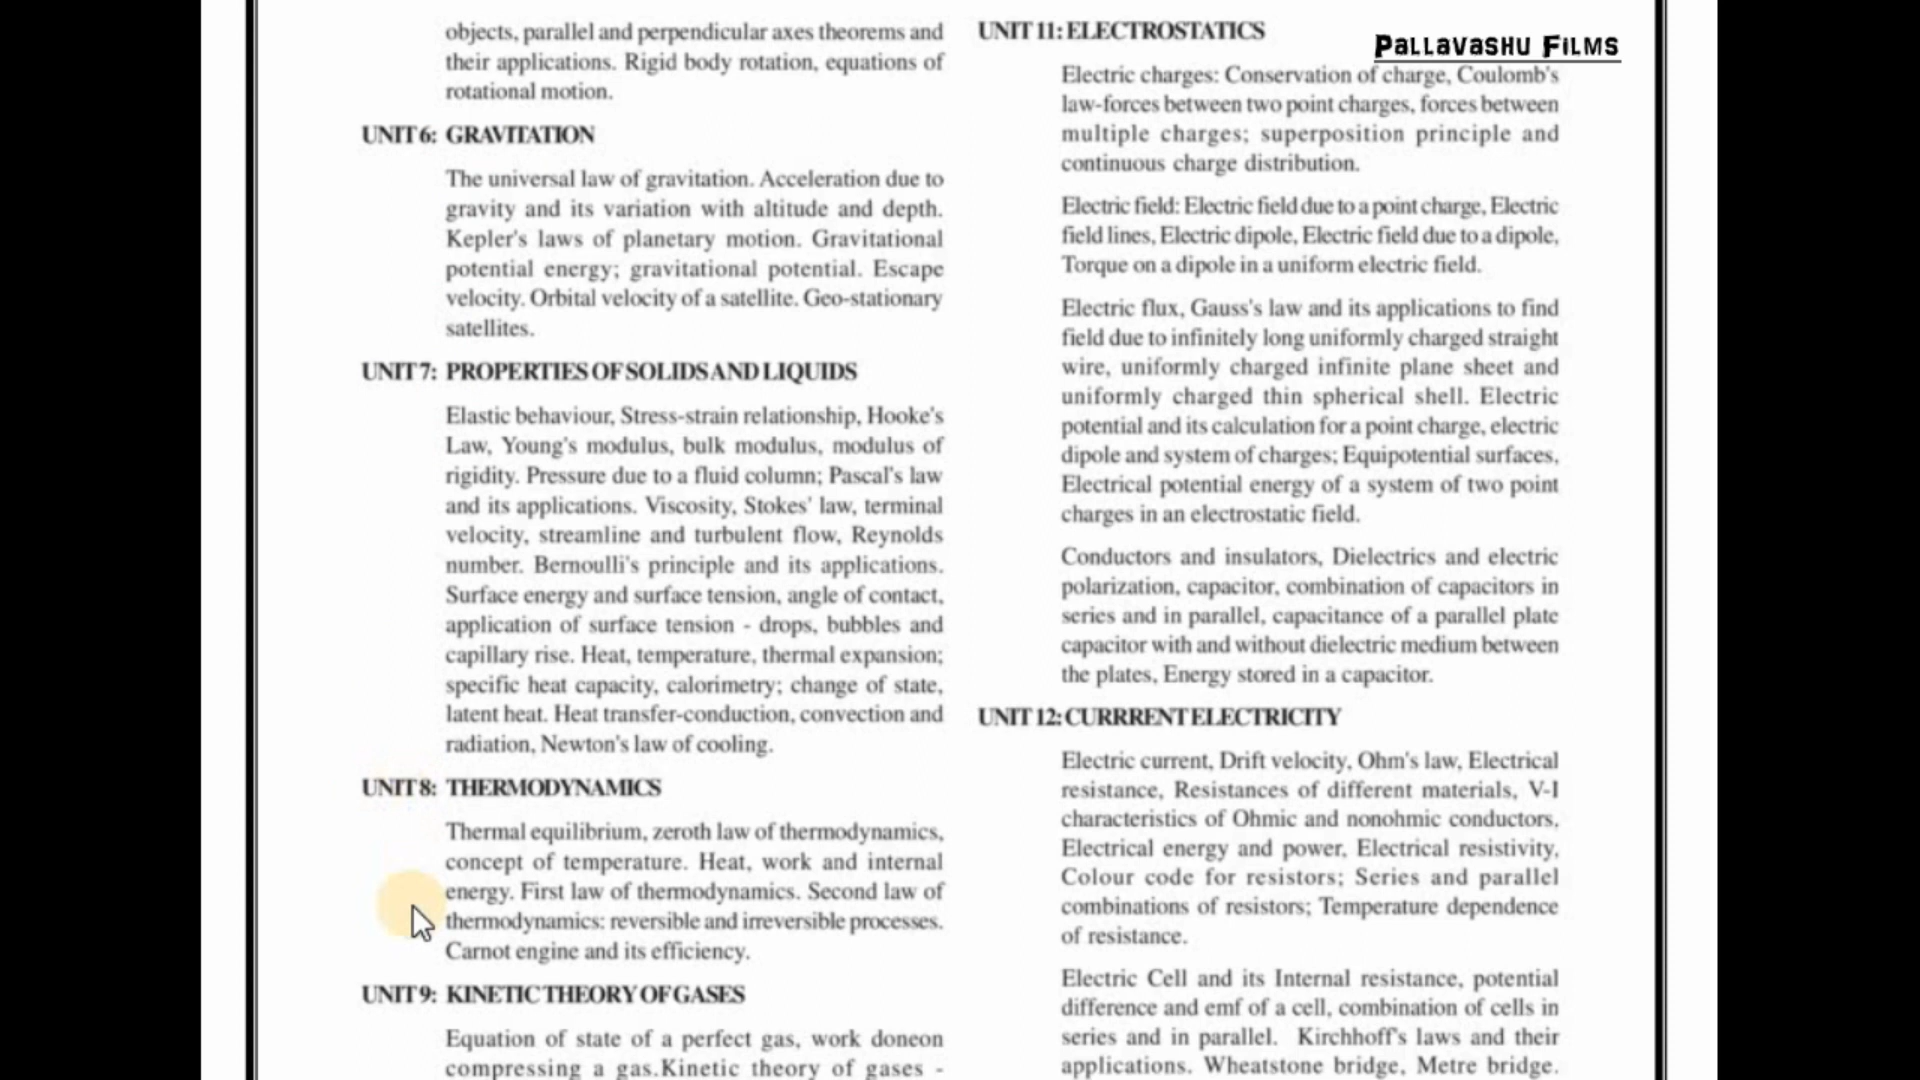 objects, parallel and perpendicular axes theorems and
their applications. Rigid body rotation, equations of
rotational motion.
UNIT 6: GRAVITATION
The universal law of gravitation. Acceleration due to
gravity and its variation with altitude and depth.
Kepler's laws of planetary motion. Gravitational
potential energy; gravitational potential. Escape
velocity. Orbital velocity of a satellite. Geo-stationary
satellites.
UNIT 7: PROPERTIES OF SOLIDS AND LIQUIDS
Elastic behaviour, Stress-strain relationship, Hooke's
Law, Young's modulus, bulk modulus, modulus of
rigidity. Pressure due to a fluid column; Pascal's law
and its applications. Viscosity, Stokes' law, terminal
velocity, streamline and turbulent flow, Reynolds
number. Bernoulli's principle and its applications.
Surface energy and surface tension, angle of contact,
application of surface tension - drops, bubbles and
capillary rise. Heat, temperature, thermal expansion;
specific heat capacity, calorimetry; change of state,
latent heat. Heat transfer-conduction, convection and
radiation, Newton's law of cooling.
UNIT 8: THERMODYNAMICS
Thermal equilibrium, zeroth law of thermodynamics,
concept of temperature. Heat, work and internal
energy. First law of thermodynamics. Second law of
thermodynamics: reversible and irreversible processes.
Carnot engine and its efficiency.
UNIT 9: KINETIC THEORY OF GASES
Equation of state of a perfect gas, work doneon
compressing a gas.Kinetic theory of gases -
UNIT 11: ELECTROSTATICS
PALLAVASHU FILMS
Electric charges: Conservation of charge, Coulomb's
law-forces between two point charges, forces between
multiple charges; superposition principle and
continuous charge distribution.
Electric field: Electric field due to a point charge, Electric
field lines, Electric dipole, Electric field due to a dipole,
Torque on a dipole in a uniform electric field.
Electric flux, Gauss's law and its applications to find
field due to infinitely long uniformly charged straight
wire, uniformly charged infinite plane sheet and
uniformly charged thin spherical shell. Electric
potential and its calculation for a point charge, electric
dipole and system of charges; Equipotential surfaces,
Electrical potential energy of a system of two point
charges in an electrostatic field.
Conductors and insulators, Dielectrics and electric
polarization, capacitor, combination of capacitors in
series and in parallel, capacitance of a parallel plate
capacitor with and without dielectric medium between
the plates, Energy stored in a capacitor.
UNIT 12: CURRRENT ELECTRICITY
Electric current, Drift velocity, Ohm's law, Electrical
resistance, Resistances of different materials, V-I
characteristics of Ohmic and nonohmic conductors,
Electrical energy and power, Electrical resistivity,
Colour code for resistors; Series and parallel
combinations of resistors; Temperature dependence
of resistance.
Electric Cell and its Internal resistance, potential
difference and emf of a cell, combination of cells in
series and in parallel. Kirchhoff's laws and their
applications. Wheatstone bridge, Metre bridge.